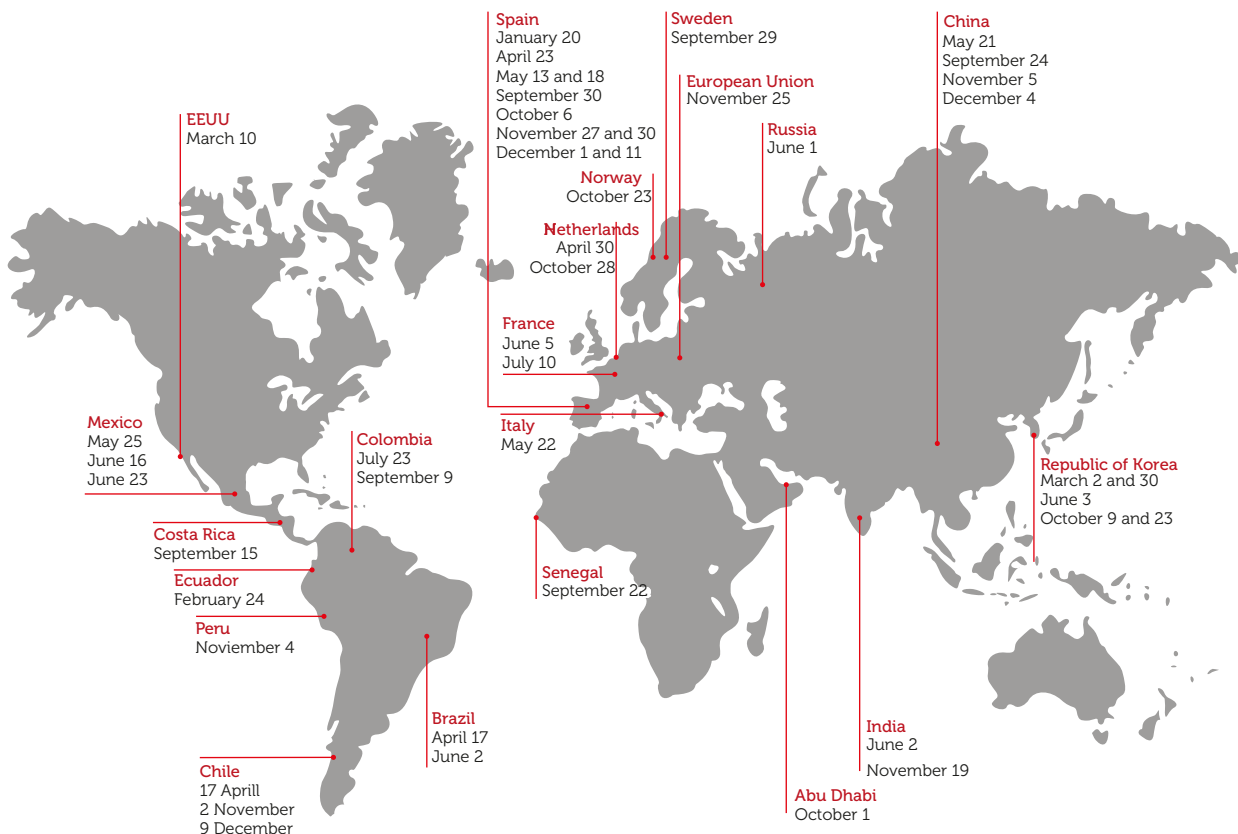 Spain
January 20
April 23
May 13 and 18
September 30
October 6
November 27 and 30
December 1 and 11
Sweden
September 29
China
May 21
September 24
November 5
December 4
European Union
November 25
EEUU
March 10
Russia
June 1
Norway
October 23
Netherlands
April 30
October 28
France
June 5
July 10
Mexico
May 25
June 16
June 23
Colombia
July 23
September 9
Italy
May 22
Republic of Korea
March 2 and 30
June 3
October 9 and 23
Costa Rica
September 15
Ecuador
February 24
Senegal
September 22
Peru
Noviember 4
Brazil
April 17
June 2
India
June 2
November 19
Chile
17 Aprill
2 November
9 December
Abu Dhabi
October 1